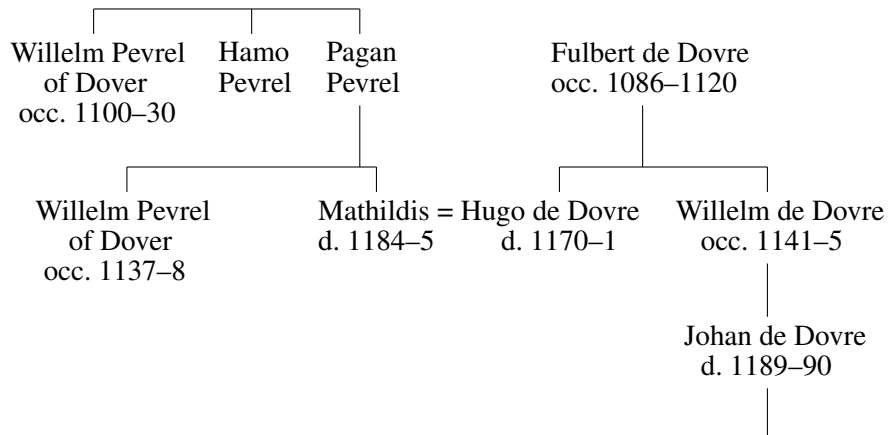 Willelm Pevrel
of Dover
occ. 1100–30
Hamo
Pevrel
Pagan
Pevrel
Fulbert de Dovre
occ. 1086–1120
Willelm Pevrel
of Dover
occ. 1137–8
Mathildis = Hugo de Dovre
d. 1184–5 d. 1170–1
Willelm de Dovre
occ. 1141–5
Johan de Dovre
d. 1189–90